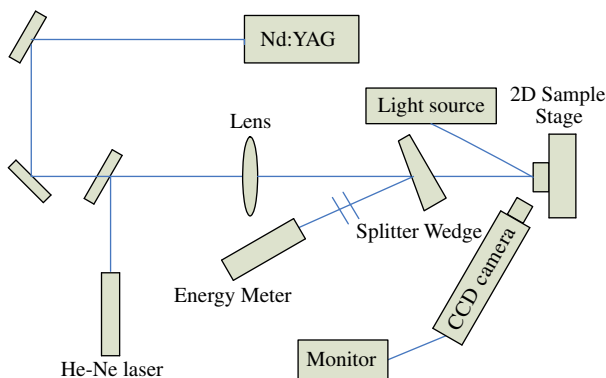 Nd:YAG
Light source
2D Sample
Stage
Lens
Splitter Wedge
Energy Meter
CCD camera
He-Ne laser
Monitor